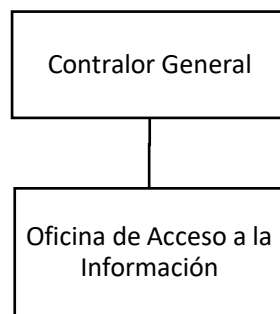 Contralor General
Oficina de Acceso a la
Información